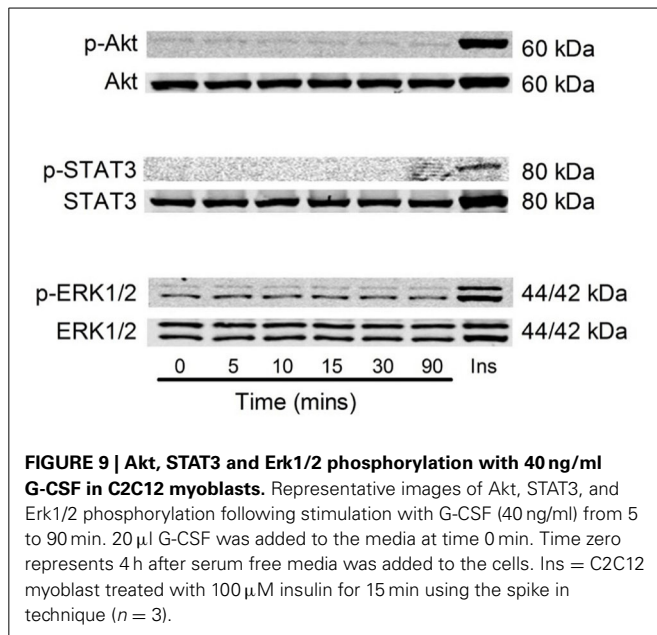 p-Akt 60 kDa
Akt 60 kDa
p-STAT3 80 kDa
STAT3 80 kDa
p-ERK1/2 44/42 kDa
ERK1/2 44/42 kDa
0 5 10 15 30 90 Ins
Time (mins)
FIGURE 9 | Akt, STAT3 and Erk1/2 phosphorylation with 40 ng/ml
G-CSF in C2C12 myoblasts. Representative images of Akt, STAT3, and
Erk1/2 phosphorylation following stimulation with G-CSF (40 ng/ml) from 5
to 90 min. 20 μl G-CSF was added to the media at time 0 min. Time zero
represents 4 h after serum free media was added to the cells. Ins = C2C12
myoblast treated with 100 μM insulin for 15 min using the spike in
technique (n = 3).